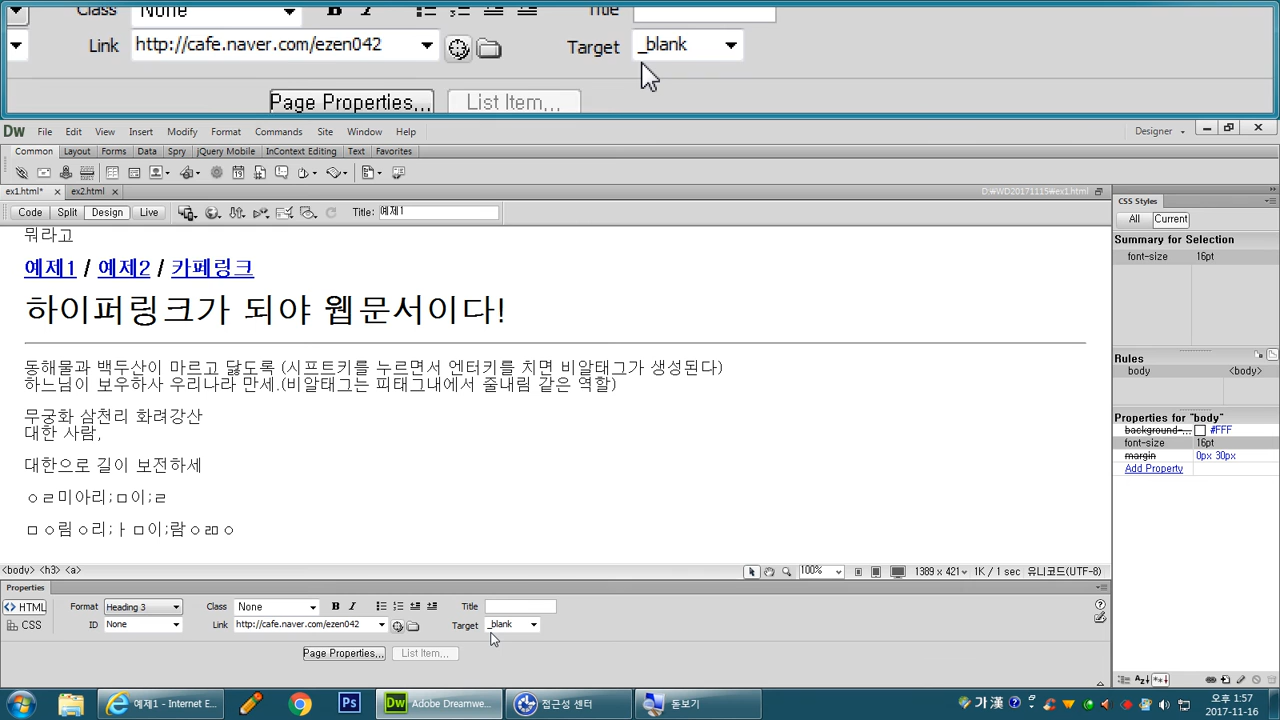 Class None Title
Link http://cafe.naver.com/ezen042 Target _blank
Page Properties... List Item...
Dw File Edit View Insert Modify Format Commands Site Window Help Designer
Common Layout Forms Data Spry jQuery Mobile InContext Editing Text Favorites
ex1.html* ex2.html D:\WD20171115\ex1.html
Code Split Design Live Title: 예제1
CSS Styles
All Current
Summary for Selection
font-size 16pt
뭐라고
예제1 / 예제2 / 카페링크
하이퍼링크가 되야 웹문서이다!
동해물과 백두산이 마르고 닳도록 (시프트키를 누르면서 엔터키를 치면 비알태그가 생성된다)
하느님이 보우하사 우리나라 만세.(비알태그는 피태그내에서 줄내림 같은 역할)
무궁화 삼천리 화려강산
대한 사람,
대한으로 길이 보전하세
ㅇㄹ미아리;ㅁ이;ㄹ
ㅁㅇ림ㅇ리;ㅏㅁ이;람ㅇㄻㅇ
Rules
body <body>
Properties for "body"
background-... #FFF
font-size 16pt
margin 0px 30px
Add Property
<body> <h3> <a> 100% 1389 x 421 1K / 1 sec 유니코드(UTF-8)
Properties
<> HTML Format Heading 3 Class None B I Title
CSS ID None Link http://cafe.naver.com/ezen042 Target _blank
Page Properties... List Item...
예제1 - Internet E... Ps Dw Adobe Dreamwe... 접근성 센터 돋보기 가 漢 오후 1:57
2017-11-16